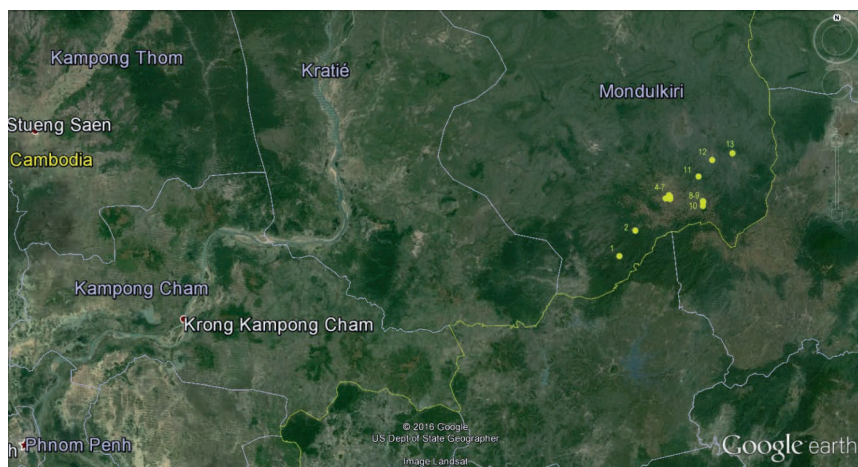 N
Kampong Thom
Kratié
Mondulkiri
Stueng Saen
Cambodia
13
12
11
4-7
8-9
10
2
1
Kampong Cham
Krong Kampong Cham
© 2016 Google
US Dept of State Geographer
Image Landsat
h Phnom Penh
Google earth